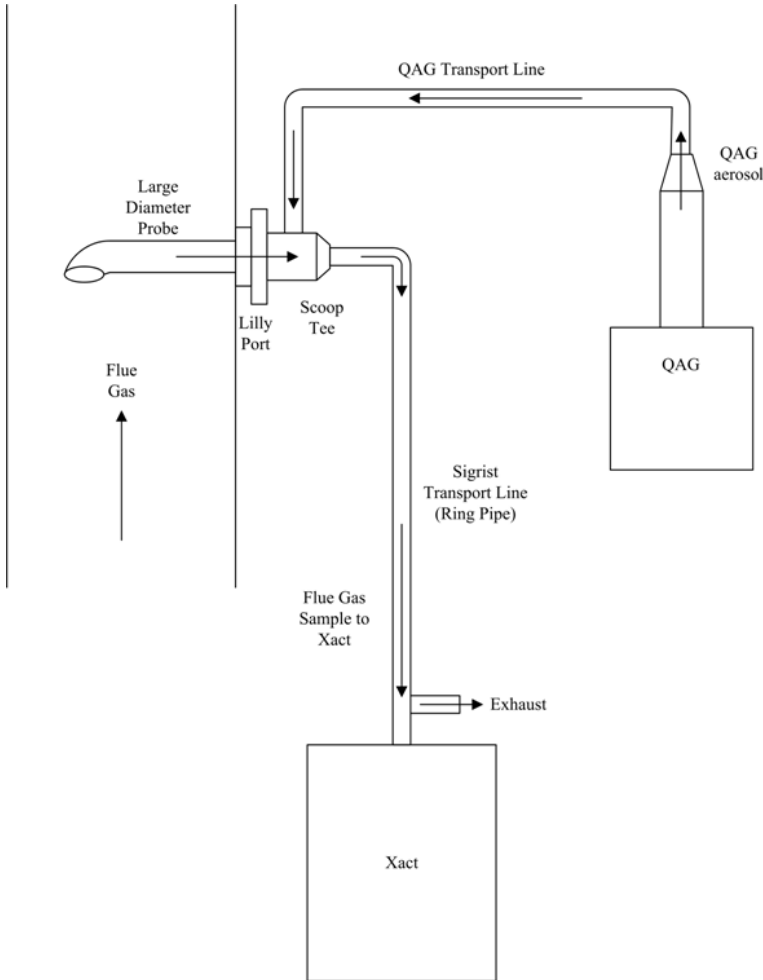 QAG Transport Line
QAG
aerosol
Large
Diameter
Probe
Lilly
Port
Scoop
Tee
Flue
Gas
QAG
Sigrist
Transport Line
(Ring Pipe)
Flue Gas
Sample to
Xact
Exhaust
Xact